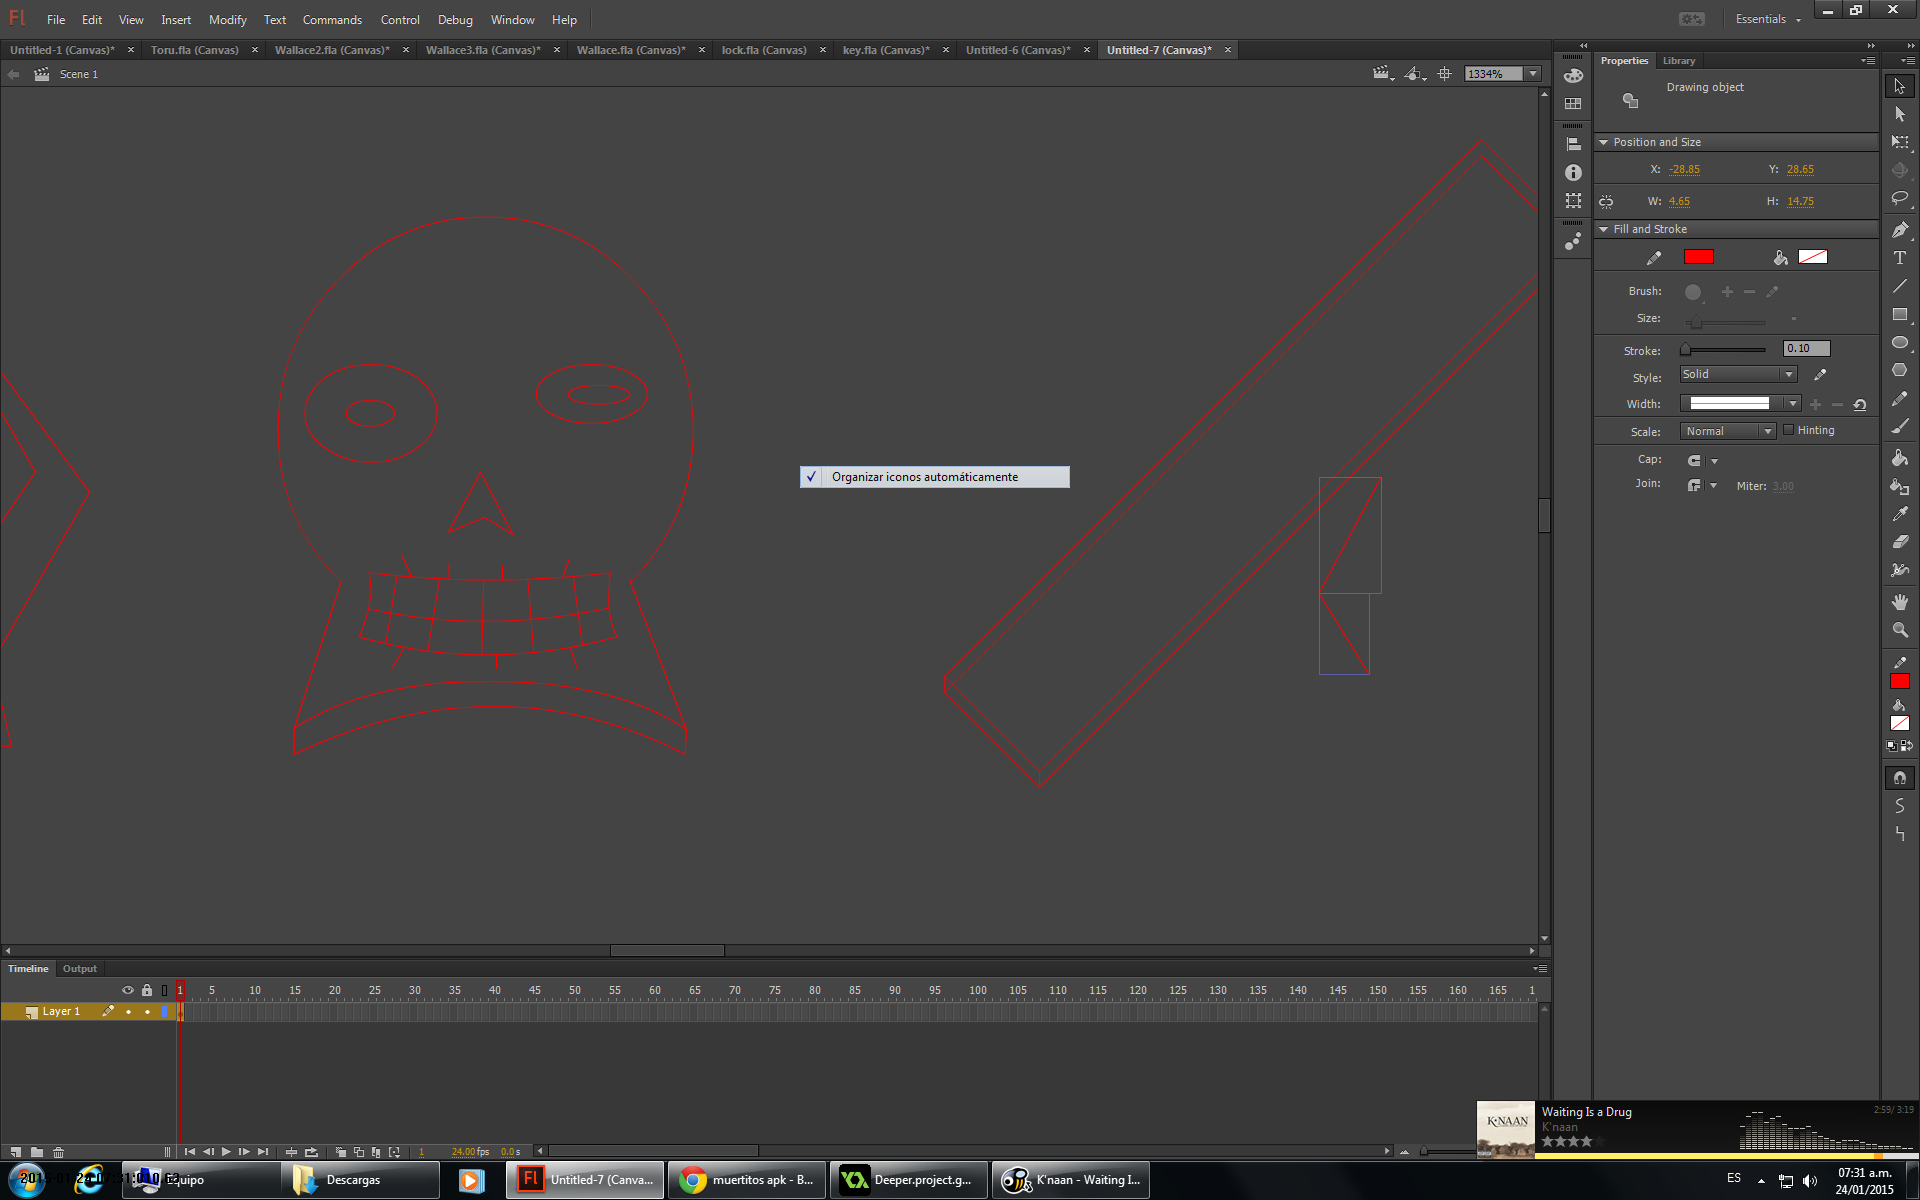 Fl File Edit View Insert Modify Text Commands Control Debug Window Help Essentials
Untitled-1 (Canvas)* Toru.fla (Canvas) Wallace2.fla (Canvas)* Wallace3.fla (Canvas)* Wallace.fla (Canvas)* lock.fla (Canvas) key.fla (Canvas)* Untitled-6 (Canvas)* Untitled-7 (Canvas)*
Scene 1 1334%
Properties Library
Drawing object
Position and Size
X: -28.85 Y: 28.65
W: 4.65 H: 14.75
Fill and Stroke
Brush:
Size:
Stroke: 0.10
Style: Solid
Width:
Scale: Normal Hinting
Cap:
Join: Miter: 3.00
✓ Organizar iconos automáticamente
Timeline Output
1 5 10 15 20 25 30 35 40 45 50 55 60 65 70 75 80 85 90 95 100 105 110 115 120 125 130 135 140 145 150 155 160 165 1
Layer 1
1 24.00 fps 0.0 s
K'NAAN
Waiting Is a Drug 2:59/ 3:19
K'naan
Equipo Descargas Fl Untitled-7 (Canva... muertitos apk - B... Deeper.project.g... K'naan - Waiting I... ES 07:31 a.m.
24/01/2015